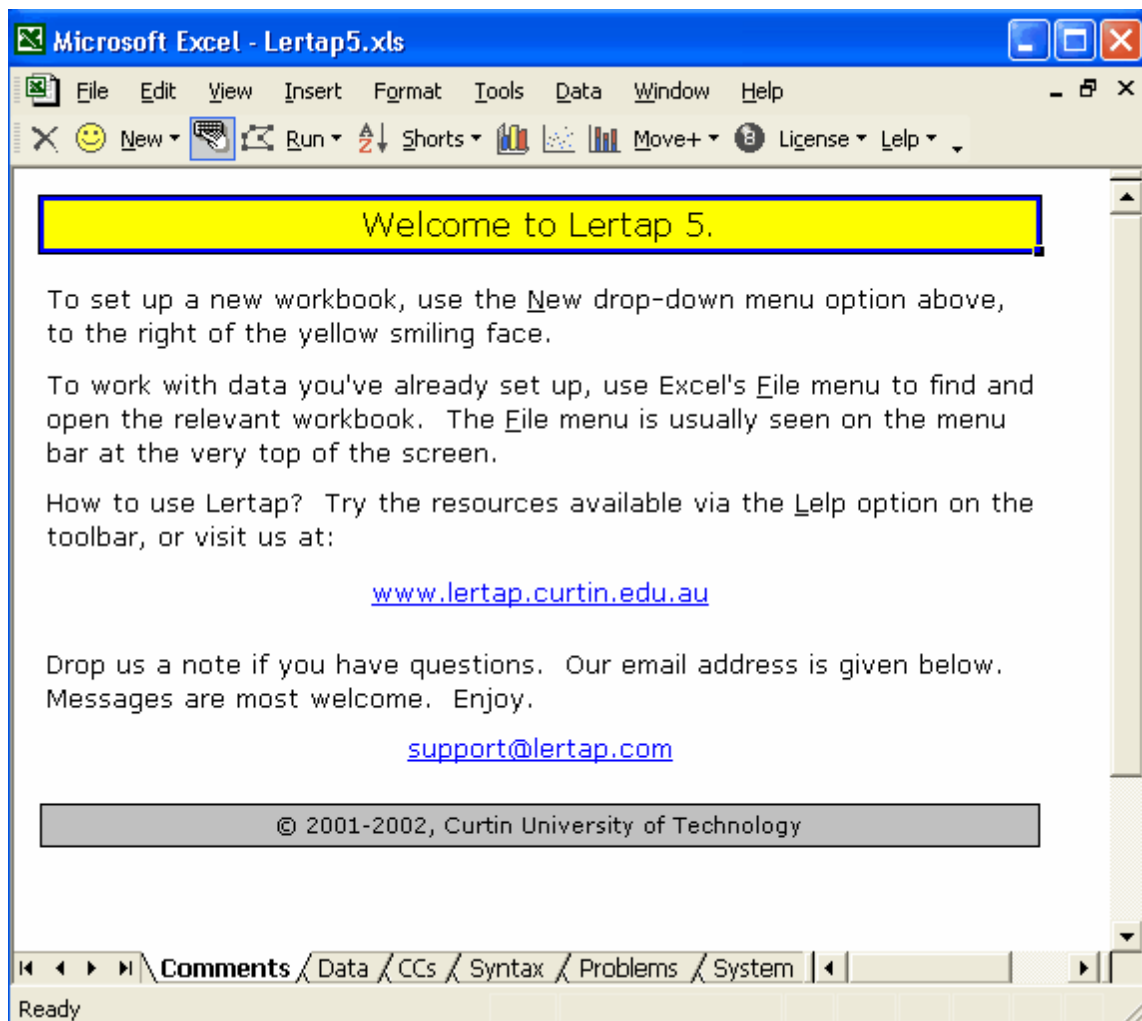 Microsoft Excel - Lertap5.xls
File Edit View Insert Format Tools Data Window Help
New Run Shorts Move+ License Lelp
Welcome to Lertap 5.
To set up a new workbook, use the New drop-down menu option above,
to the right of the yellow smiling face.
To work with data you've already set up, use Excel's File menu to find and
open the relevant workbook.  The File menu is usually seen on the menu
bar at the very top of the screen.
How to use Lertap?  Try the resources available via the Lelp option on the
toolbar, or visit us at:
www.lertap.curtin.edu.au
Drop us a note if you have questions.  Our email address is given below.
Messages are most welcome.  Enjoy.
support@lertap.com
© 2001-2002, Curtin University of Technology
Comments Data CCs Syntax Problems System
Ready